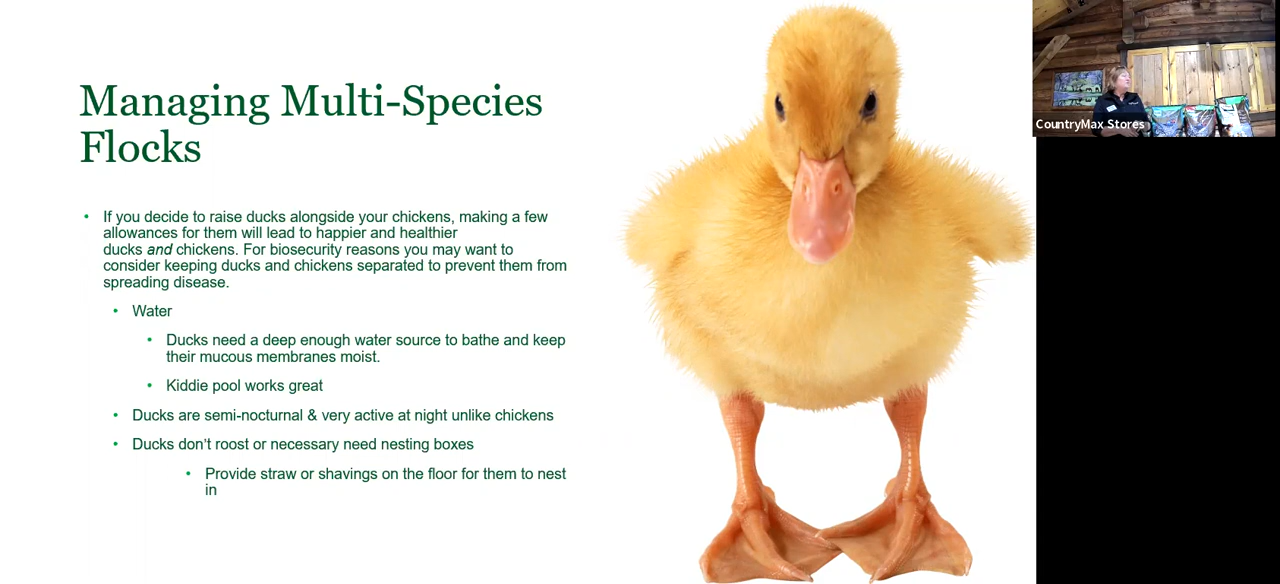 Managing Multi-Species
Flocks
• If you decide to raise ducks alongside your chickens, making a few
allowances for them will lead to happier and healthier
ducks and chickens. For biosecurity reasons you may want to
consider keeping ducks and chickens separated to prevent them from
spreading disease.
• Water
• Ducks need a deep enough water source to bathe and keep
their mucous membranes moist.
• Kiddie pool works great
• Ducks are semi-nocturnal & very active at night unlike chickens
• Ducks don’t roost or necessary need nesting boxes
• Provide straw or shavings on the floor for them to nest
in
CountryMax Stores